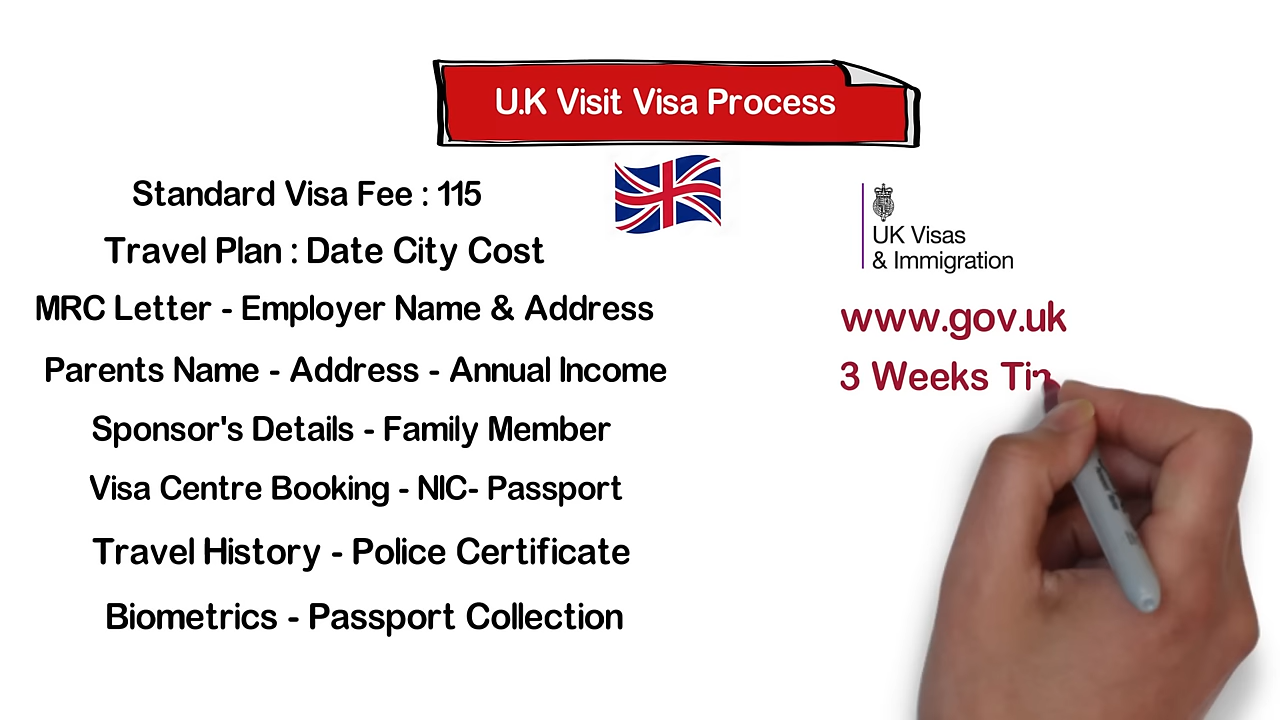 U.K Visit Visa Process
Standard Visa Fee : 115
Travel Plan : Date City Cost
MRC Letter - Employer Name & Address
Parents Name - Address - Annual Income
Sponsor's Details - Family Member
Visa Centre Booking - NIC- Passport
Travel History - Police Certificate
Biometrics - Passport Collection
UK Visas
& Immigration
www.gov.uk
3 Weeks